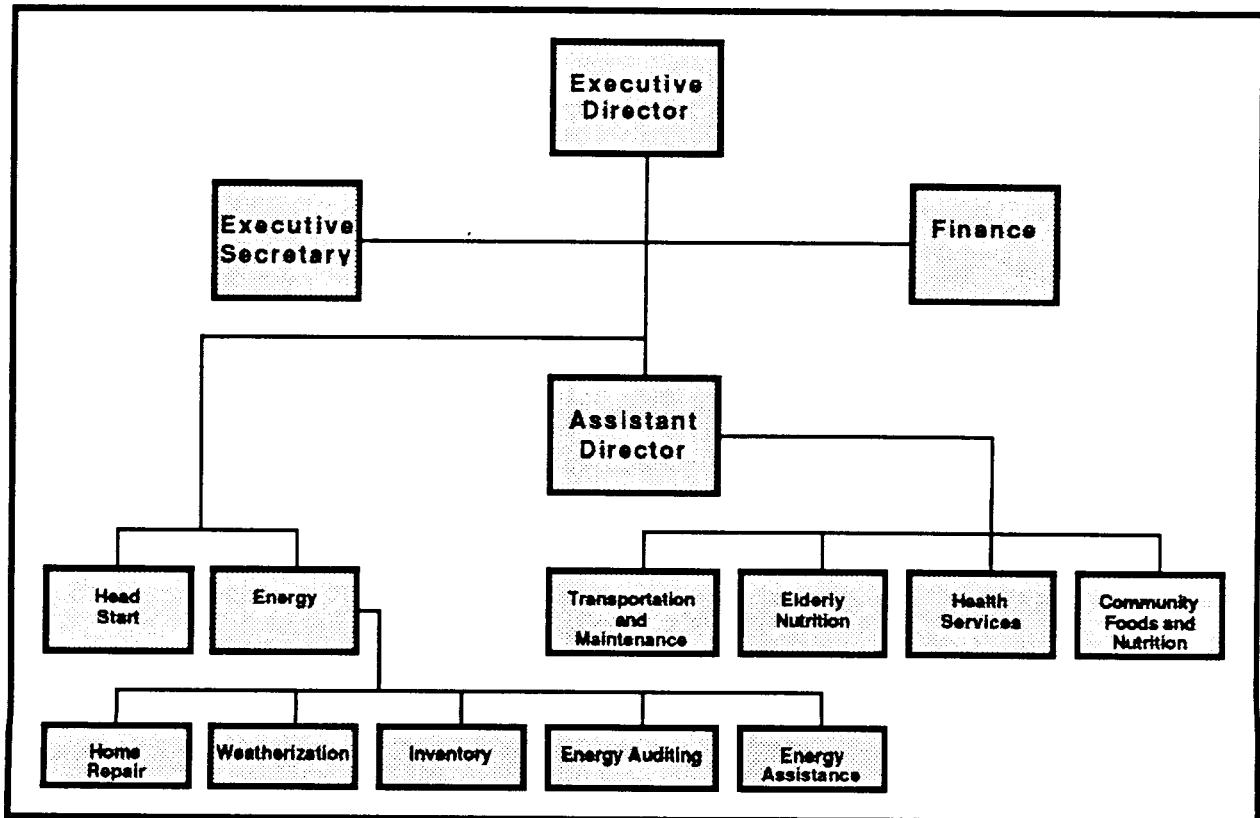 Executive
Director
Executive
Secretary
Finance
Assistant
Director
Head
Start
Energy
Transportation
and
Maintenance
Elderly
Nutrition
Health
Services
Community
Foods and
Nutrition
Home
Repair
Weatherization
Inventory
Energy Auditing
Energy
Assistance